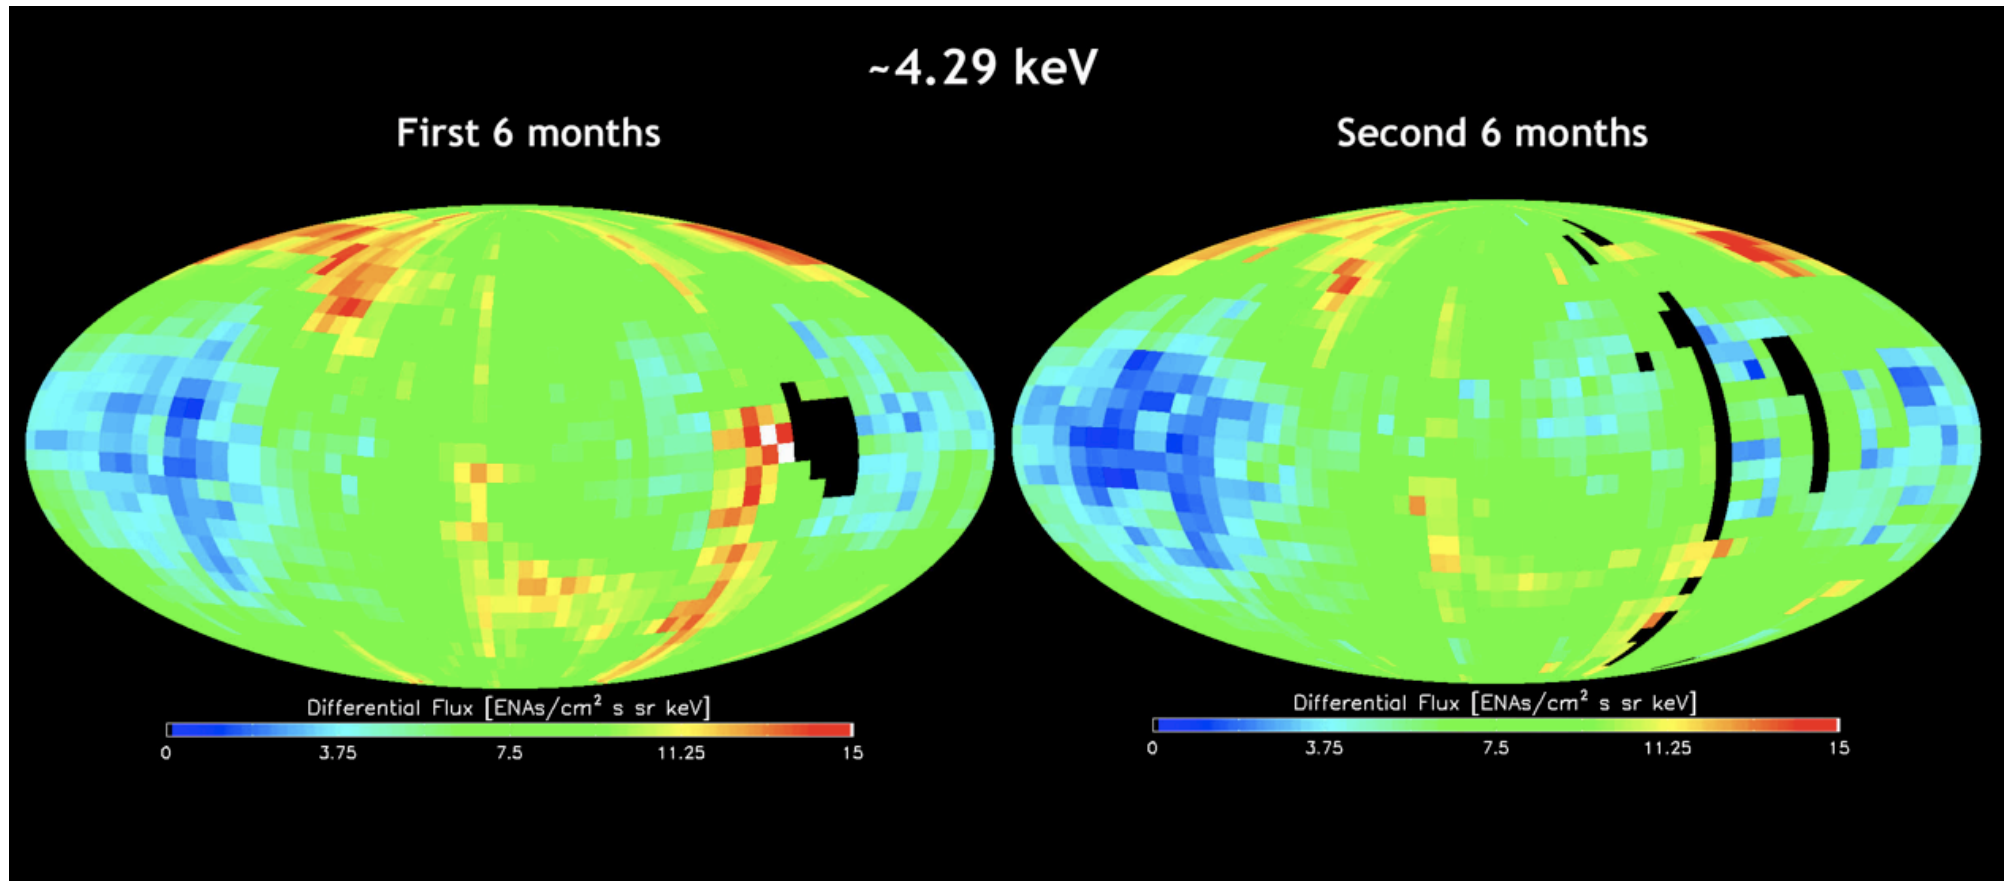 ~4.29 keV
First 6 months
Second 6 months
Differential Flux [ENAs/cm² s sr keV]
0 3.75 7.5 11.25 15
Differential Flux [ENAs/cm² s sr keV]
0 3.75 7.5 11.25 15